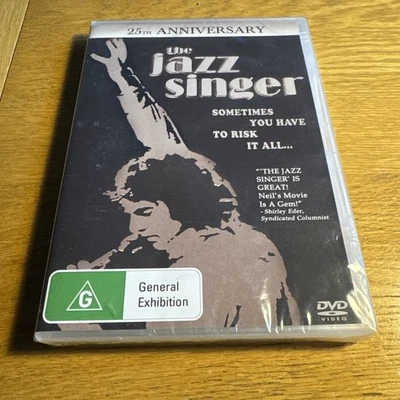 25TH ANNIVERSARY
the
jazz
singer
SOMETIMES
YOU HAVE
TO RISK
IT ALL...
"'THE JAZZ
SINGER' IS
GREAT!
Neil's Movie
Is A Gem!"
- Shirley Eder,
Syndicated Columnist
G
General
Exhibition
DVD
VIDEO